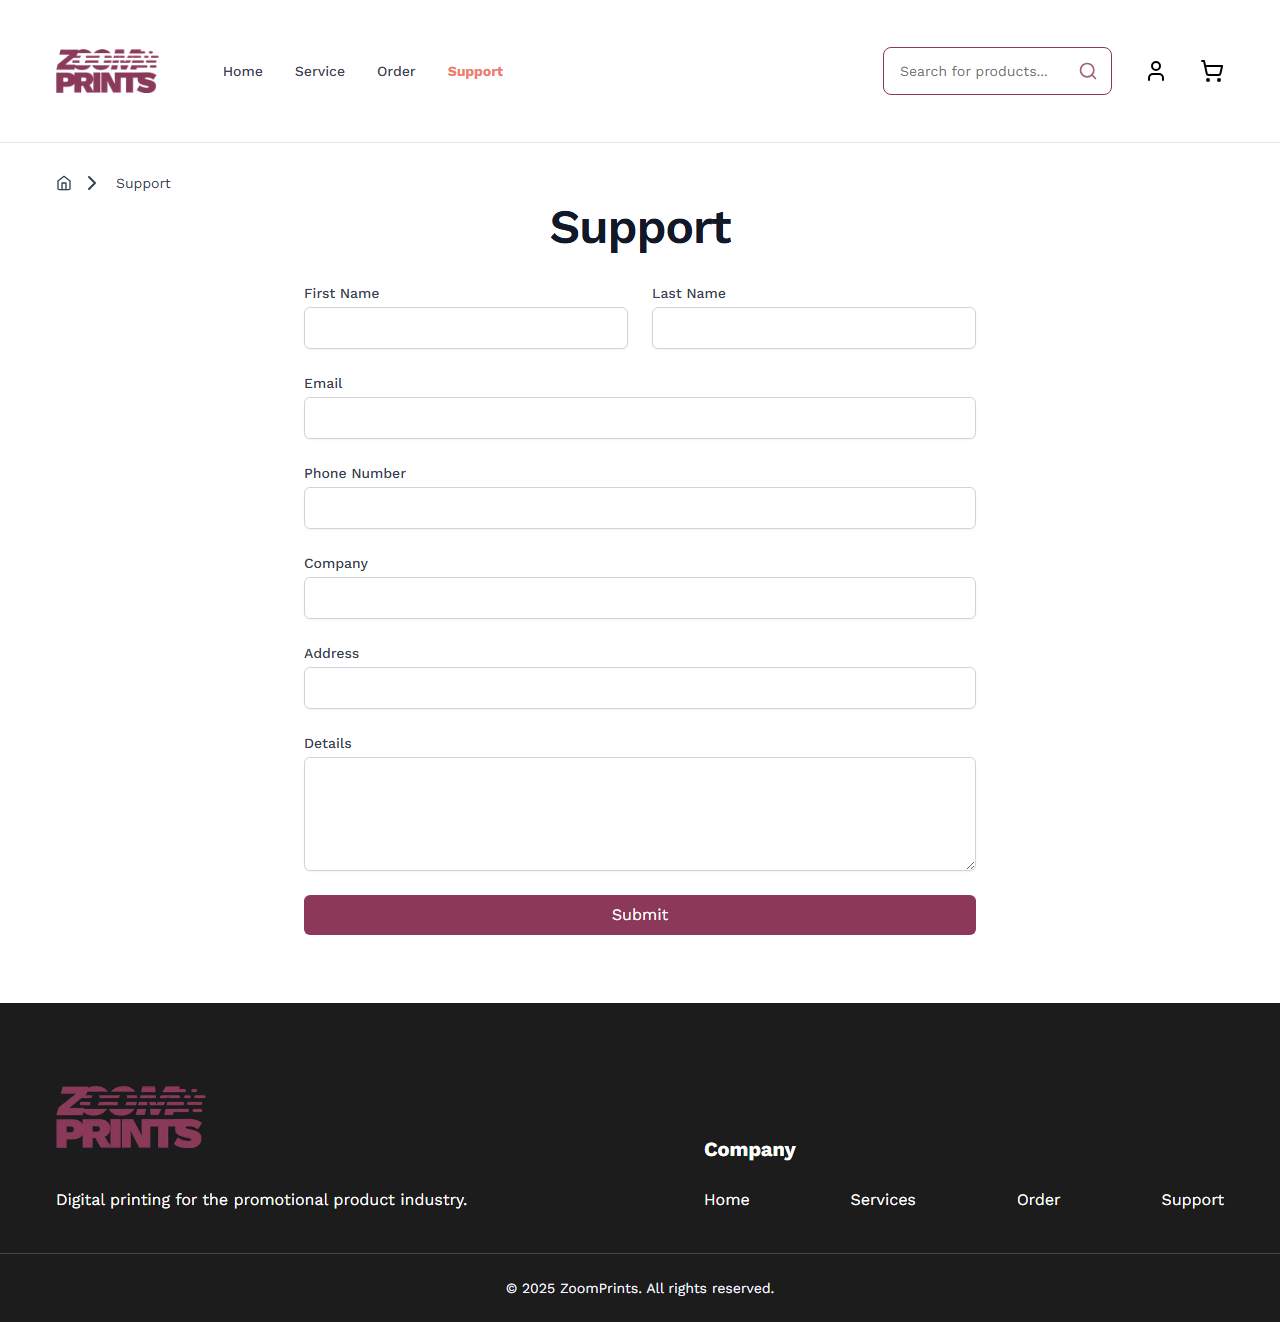 ZOOM
PRINTS
Home
Service
Order
Support
Search for products...
Support
Support
First Name
Last Name
Email
Phone Number
Company
Address
Details
Submit
ZOOM
PRINTS
Company
Digital printing for the promotional product industry.
Home
Services
Order
Support
© 2025 ZoomPrints. All rights reserved.